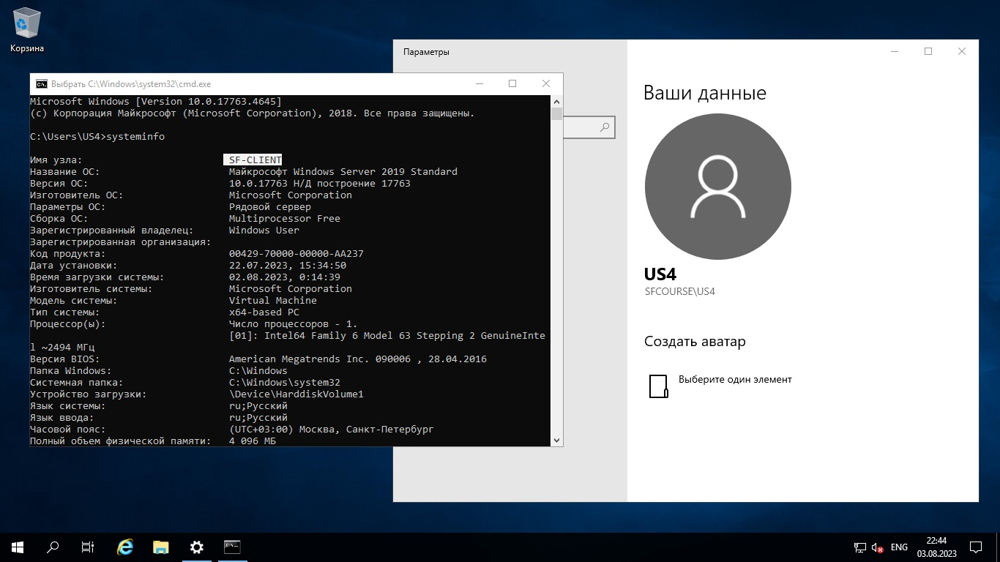 Корзина
Параметры
Выбрать C:\Windows\system32\cmd.exe
Microsoft Windows [Version 10.0.17763.4645]
(c) Корпорация Майкрософт (Microsoft Corporation), 2018. Все права защищены.
C:\Users\US4>systeminfo
Имя узла: SF-CLIENT
Название ОС: Майкрософт Windows Server 2019 Standard
Версия ОС: 10.0.17763 Н/Д построение 17763
Изготовитель ОС: Microsoft Corporation
Параметры ОС: Рядовой сервер
Сборка ОС: Multiprocessor Free
Зарегистрированный владелец: Windows User
Зарегистрированная организация:
Код продукта: 00429-70000-00000-AA237
Дата установки: 22.07.2023, 15:34:50
Время загрузки системы: 02.08.2023, 0:14:39
Изготовитель системы: Microsoft Corporation
Модель системы: Virtual Machine
Тип системы: x64-based PC
Процессор(ы): Число процессоров - 1.
[01]: Intel64 Family 6 Model 63 Stepping 2 GenuineInte
l ~2494 МГц
Версия BIOS: American Megatrends Inc. 090006 , 28.04.2016
Папка Windows: C:\Windows
Системная папка: C:\Windows\system32
Устройство загрузки: \Device\HarddiskVolume1
Язык системы: ru;Русский
Язык ввода: ru;Русский
Часовой пояс: (UTC+03:00) Москва, Санкт-Петербург
Полный объем физической памяти: 4 096 МБ
Ваши данные
US4
SFCOURSE\US4
Создать аватар
Выберите один элемент
ENG
22:44
03.08.2023